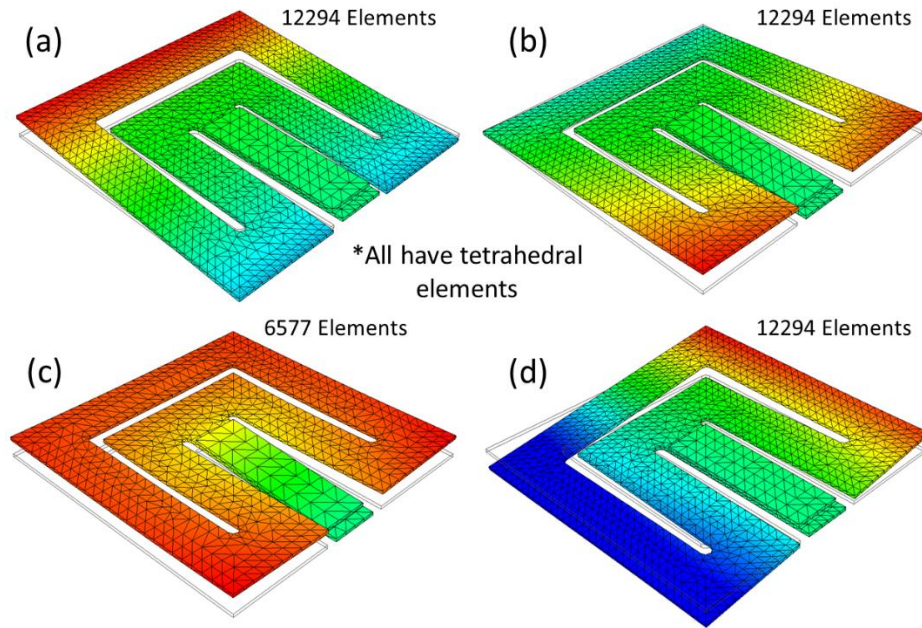 12294 Elements
12294 Elements
(a)
(b)
*All have tetrahedral
elements
6577 Elements
12294 Elements
(c)
(d)